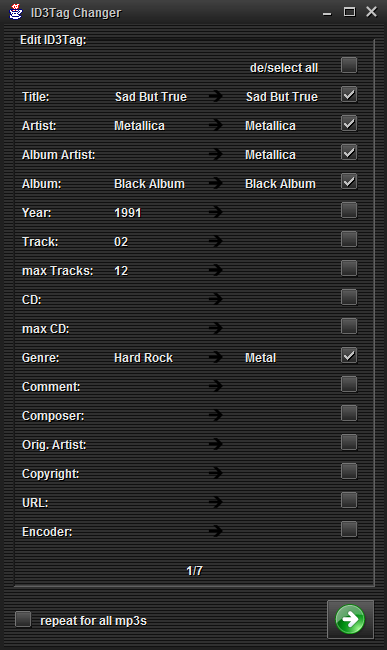 ID3Tag Changer
Edit ID3Tag:
de/select all
Title: Sad But True ➔ Sad But True
Artist: Metallica ➔ Metallica
Album Artist: ➔ Metallica
Album: Black Album ➔ Black Album
Year: 1991 ➔
Track: 02 ➔
max Tracks: 12 ➔
CD: ➔
max CD: ➔
Genre: Hard Rock ➔ Metal
Comment: ➔
Composer: ➔
Orig. Artist: ➔
Copyright: ➔
URL: ➔
Encoder: ➔
1/7
repeat for all mp3s